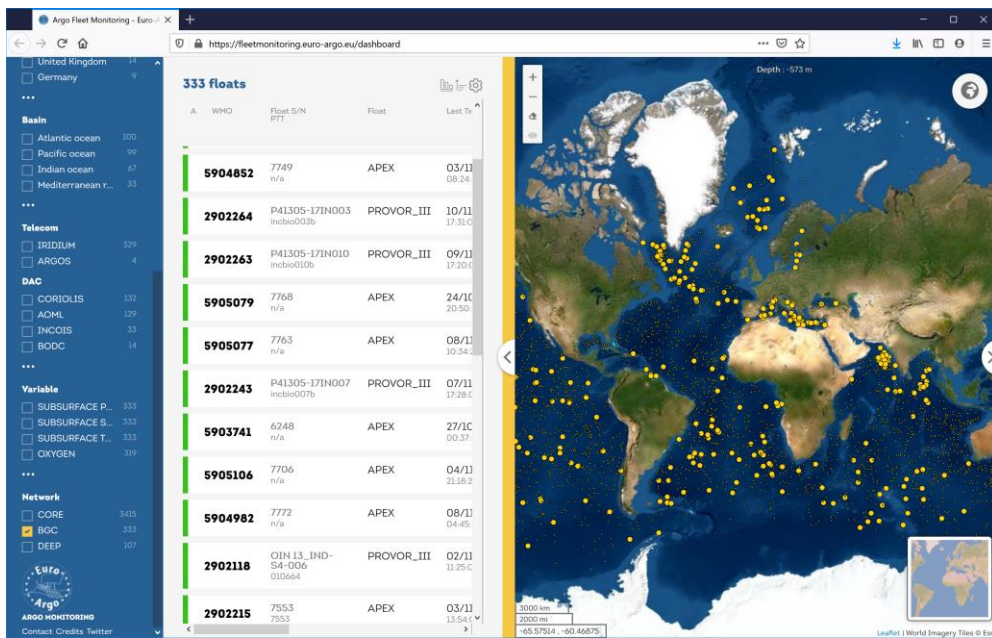 Argo Fleet Monitoring - Euro-A
https://fleetmonitoring.euro-argo.eu/dashboard
United Kingdom 14
Germany 9
•••
Basin
Atlantic ocean 100
Pacific ocean 99
Indian ocean 67
Mediterranean r... 33
•••
Telecom
IRIDIUM 329
ARGOS 4
DAC
CORIOLIS 132
AOML 129
INCOIS 33
BODC 14
•••
Variable
SUBSURFACE P... 333
SUBSURFACE S... 333
SUBSURFACE T... 333
OXYGEN 319
•••
Network
CORE 3415
BGC 333
DEEP 107
Euro
Argo
ARGO MONITORING
Contact Credits Twitter
333 floats
A WMO Float S/N Float Last Tx
PTT
5904852 7749 APEX 03/11
n/a 08:24:
2902264 P41305-17IN003 PROVOR_III 10/11
incbio003b 17:31:0
2902263 P41305-17IN010 PROVOR_III 09/11
incbio010b 17:20:0
5905079 7768 APEX 24/10
n/a 20:50:
5905077 7763 APEX 08/11
n/a 10:34:2
2902243 P41305-17IN007 PROVOR_III 07/11
incbio007b 17:28:0
5903741 6248 APEX 27/10
n/a 00:37:
5905106 7706 APEX 04/11
n/a 21:18:2
5904982 7772 APEX 08/11
n/a 04:45:
2902118 OIN 13_IND- PROVOR_III 02/11
S4-006 11:25:0
010664
2902215 7553 APEX 03/11
7553 13:54:0
Depth : -573 m
+
−
3000 km
2000 mi
-65.57514 , -60.46875
Leaflet | World Imagery Tiles © Esr